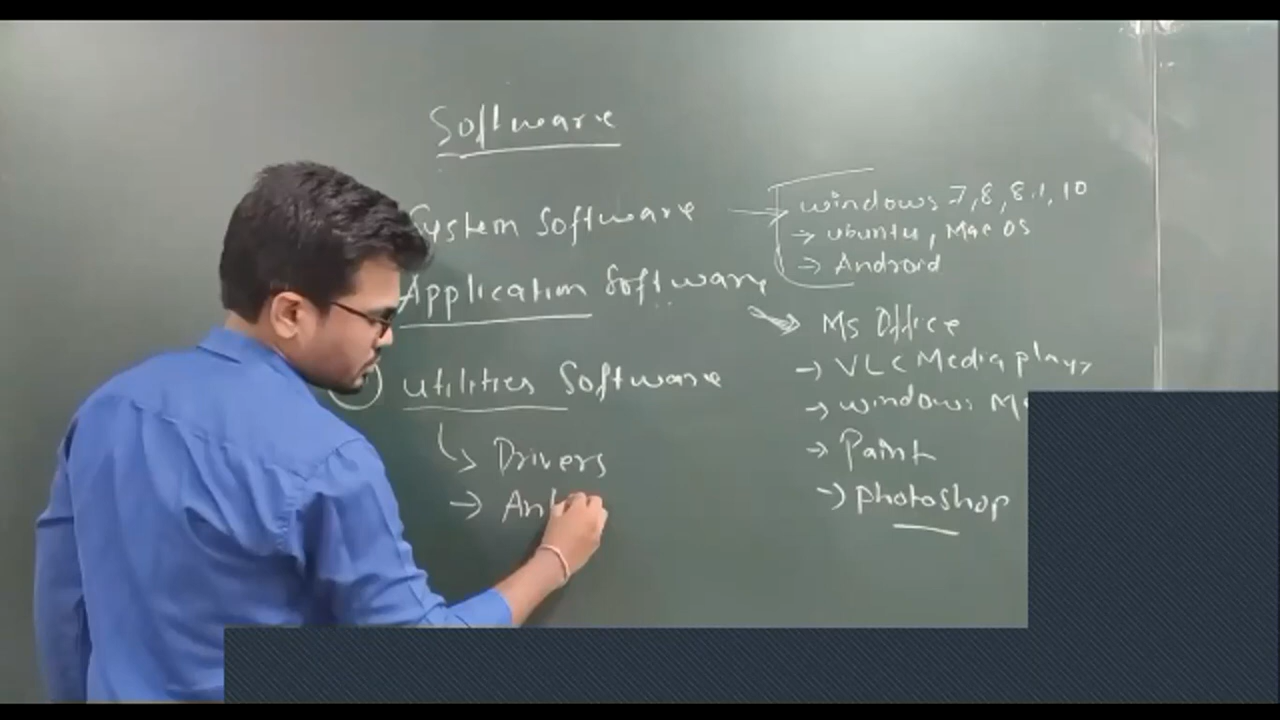 Software
System Software → windows 7, 8, 8.1, 10
→ ubuntu, Mac OS
→ Android
Application Software
→ Ms Office
→ VLC Media player
→ windows
→ Paint
→ photoshop
utilities Software
→ Drivers
→